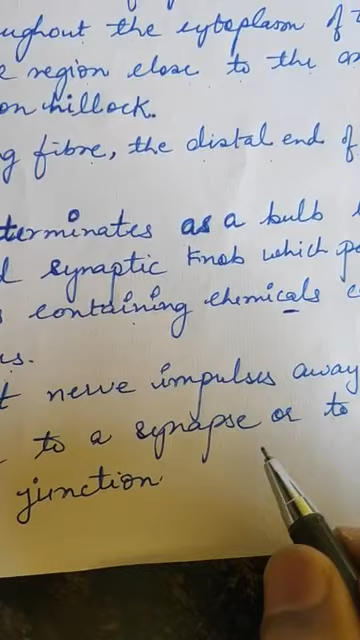 ughout the cytoplasm of
region close to the
on hillock.
g fibre, the distal end of
terminates as a bulb
synaptic knob which
containing chemicals
us.
nerve impulses away
to a synapse or to
junction